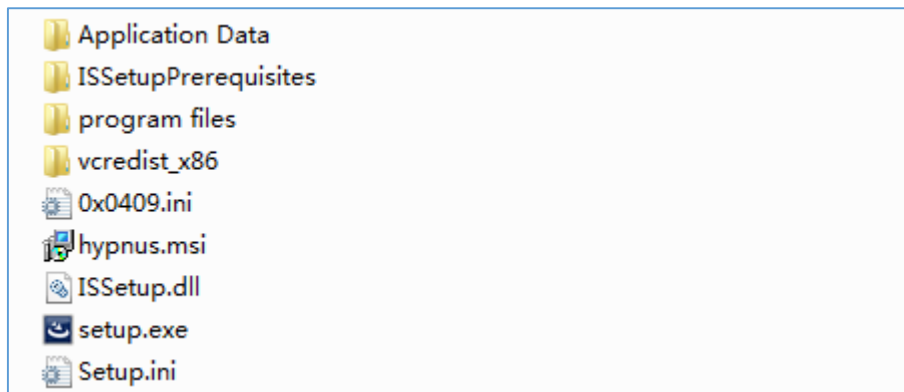 Application Data
ISSetupPrerequisites
program files
vcredist_x86
0x0409.ini
hypnus.msi
ISSetup.dll
setup.exe
Setup.ini